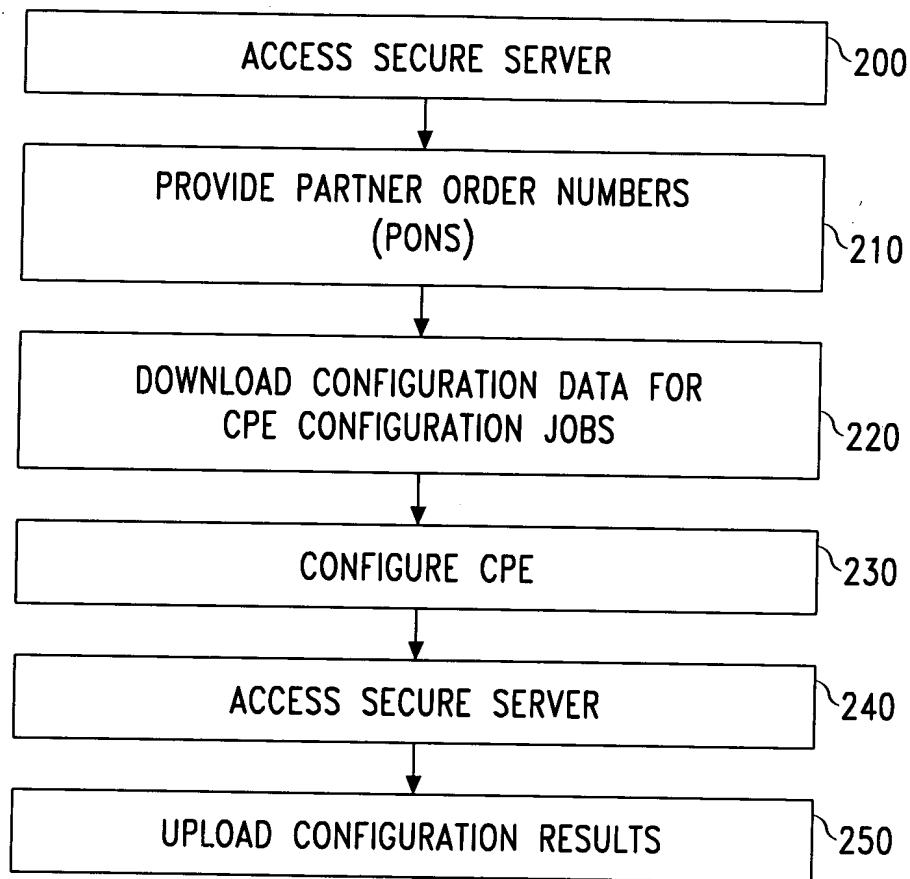 ACCESS SECURE SERVER
200
PROVIDE PARTNER ORDER NUMBERS
(PONS)
210
DOWNLOAD CONFIGURATION DATA FOR
CPE CONFIGURATION JOBS
220
CONFIGURE CPE
230
ACCESS SECURE SERVER
240
UPLOAD CONFIGURATION RESULTS
250